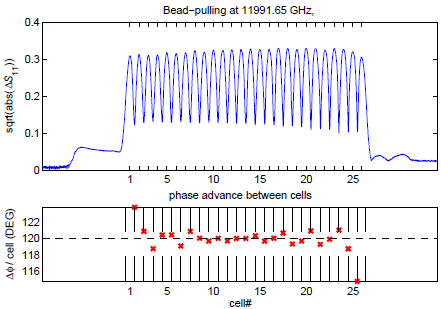 Bead−pulling at 11991.65 GHz,
sqrt(abs(ΔS11))
0.4
0.3
0.2
0.1
0
1 5 10 15 20 25
phase advance between cells
Δϕ / cell (DEG)
122
120
118
116
1 5 10 15 20 25
cell#